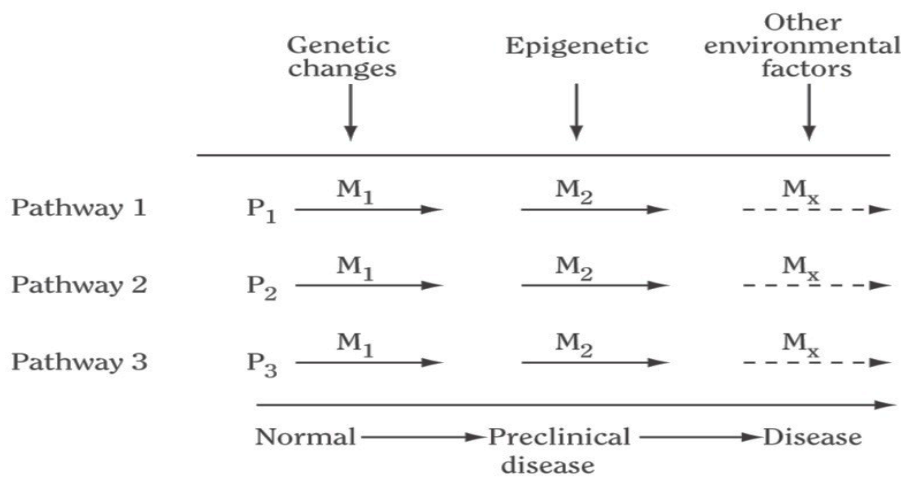 Genetic changes
Epigenetic
Other environmental factors
Pathway 1 P₁ M₁ M₂ Mₓ
Pathway 2 P₂ M₁ M₂ Mₓ
Pathway 3 P₃ M₁ M₂ Mₓ
Normal Preclinical disease Disease